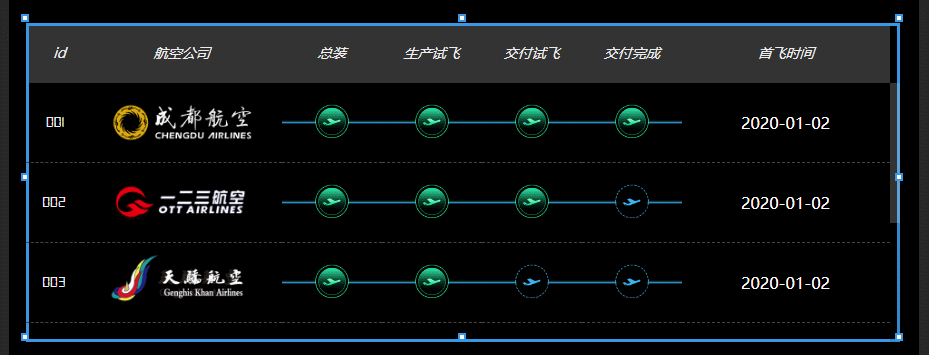 id 航空公司 总装 生产试飞 交付试飞 交付完成 首飞时间
001 成都航空 CHENGDU AIRLINES 2020-01-02
002 一二三航空 OTT AIRLINES 2020-01-02
003 天骄航空 Genghis Khan Airlines 2020-01-02